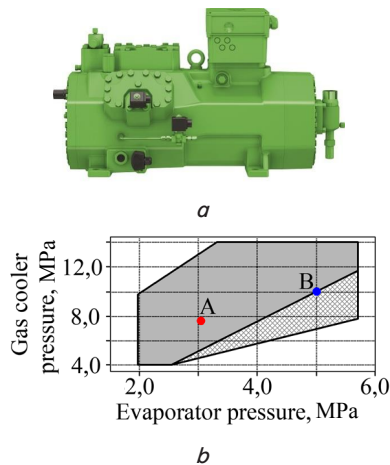 a
Gas cooler
pressure, MPa
12,0
8,0
4,0
A
B
2,0 4,0 6,0
Evaporator pressure, MPa
b